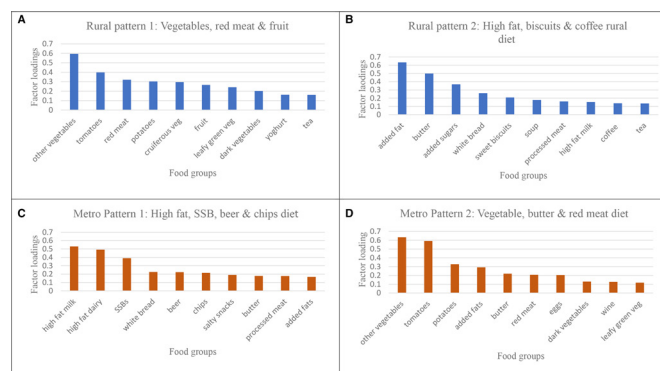 A
Rural pattern 1: Vegetables, red meat & fruit
Factor loadings
0.7
0.6
0.5
0.4
0.3
0.2
0.1
0
other vegetables
tomatoes
red meat
potatoes
cruiferous veg
fruit
leafy green veg
dark vegetables
yoghurt
tea
Food groups
B
Rural pattern 2: High fat, biscuits & coffee rural
diet
Factor laodings
0.7
0.6
0.5
0.4
0.3
0.2
0.1
0
added fat
butter
added sugars
white bread
sweet biscuits
soup
processed meat
high fat milk
coffee
tea
Food groups
C
Metro Pattern 1: High fat, SSB, beer & chips diet
Factor loadings
0.7
0.6
0.5
0.4
0.3
0.2
0.1
0
high fat milk
high fat dairy
SSBs
white bread
beer
chips
salty snacks
butter
processed meat
added fats
Food groups
D
Metro Pattern 2: Vegetable, butter & red meat diet
Factor loadings
0.7
0.6
0.5
0.4
0.3
0.2
0.1
0
other vegetables
tomatoes
potatoes
added fats
butter
red meat
eggs
dark vegetables
wine
leafy green veg
Food groups